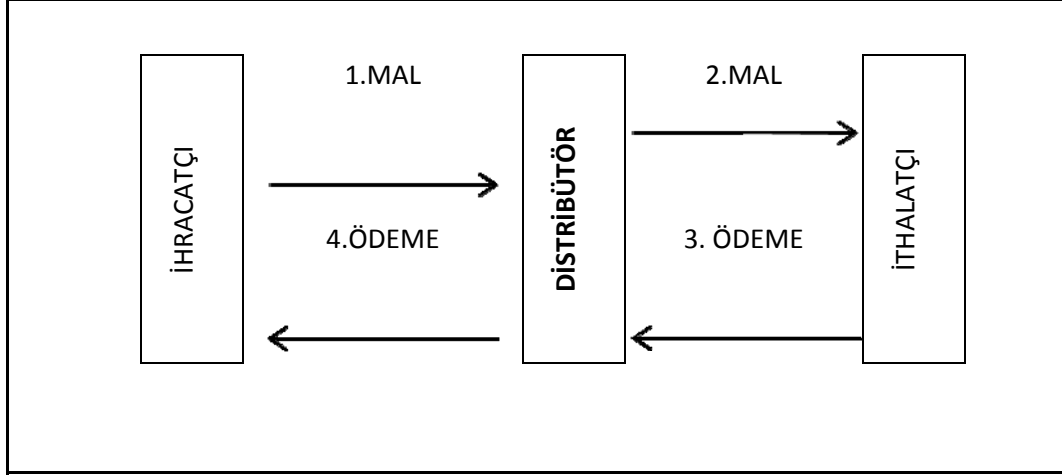 1.MAL
2.MAL
İHRACATÇI
DİSTRİBÜTÖR
İTHALATÇI
4.ÖDEME
3. ÖDEME